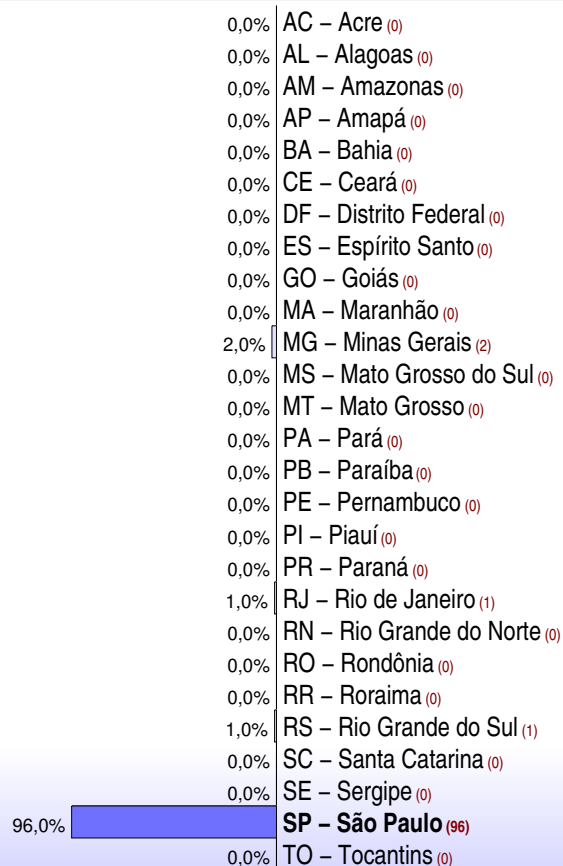 0,0% AC – Acre (0)
0,0% AL – Alagoas (0)
0,0% AM – Amazonas (0)
0,0% AP – Amapá (0)
0,0% BA – Bahia (0)
0,0% CE – Ceará (0)
0,0% DF – Distrito Federal (0)
0,0% ES – Espírito Santo (0)
0,0% GO – Goiás (0)
0,0% MA – Maranhão (0)
2,0% MG – Minas Gerais (2)
0,0% MS – Mato Grosso do Sul (0)
0,0% MT – Mato Grosso (0)
0,0% PA – Pará (0)
0,0% PB – Paraíba (0)
0,0% PE – Pernambuco (0)
0,0% PI – Piauí (0)
0,0% PR – Paraná (0)
1,0% RJ – Rio de Janeiro (1)
0,0% RN – Rio Grande do Norte (0)
0,0% RO – Rondônia (0)
0,0% RR – Roraima (0)
1,0% RS – Rio Grande do Sul (1)
0,0% SC – Santa Catarina (0)
0,0% SE – Sergipe (0)
96,0% SP – São Paulo (96)
0,0% TO – Tocantins (0)